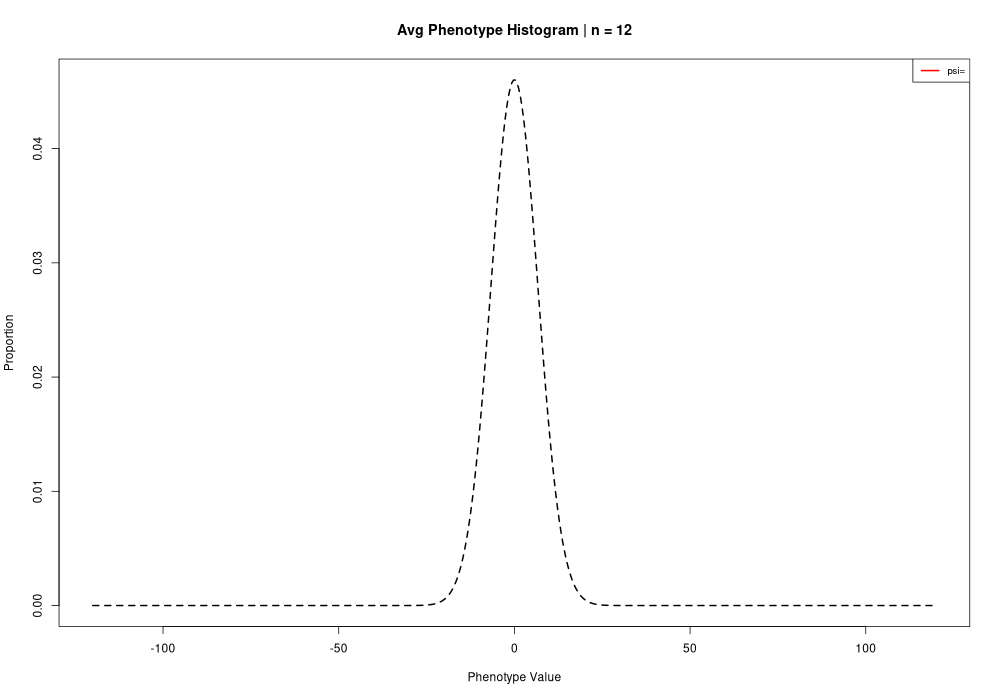 Avg Phenotype Histogram | n = 12
psi=
0.04
0.03
0.02
0.01
0.00
Proportion
-100
-50
0
50
100
Phenotype Value